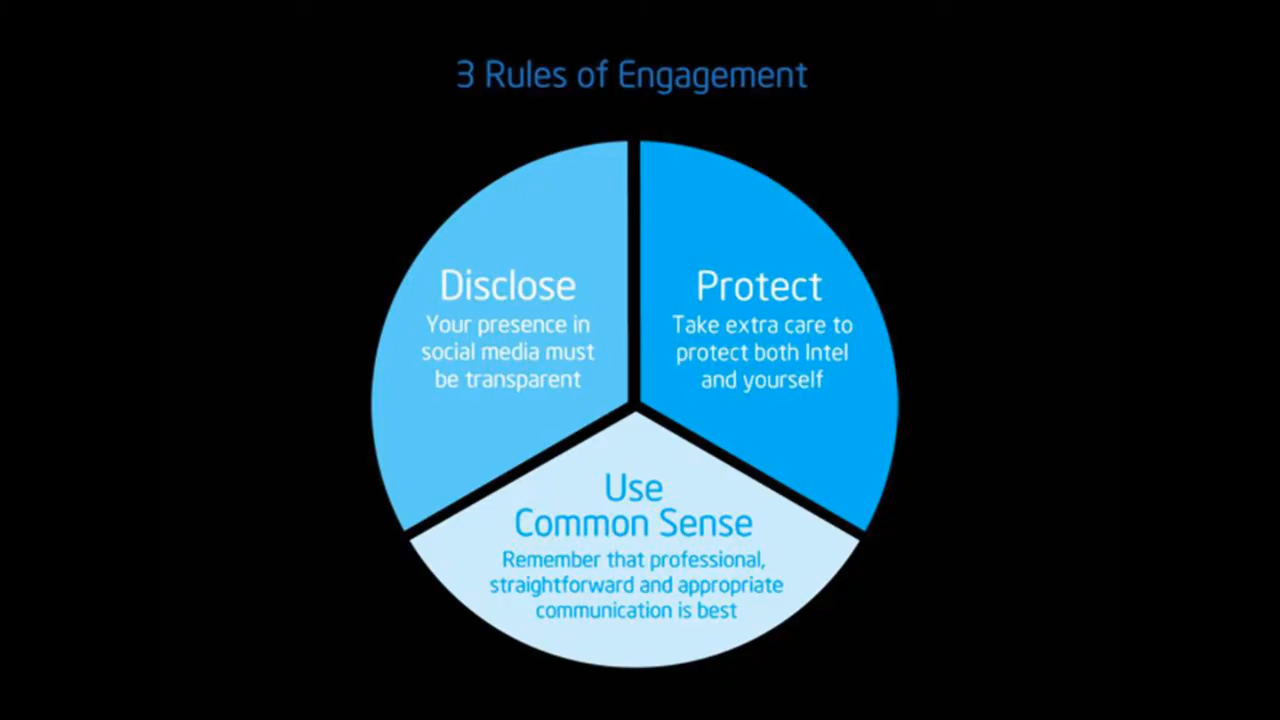 3 Rules of Engagement
Disclose
Your presence in
social media must
be transparent
Protect
Take extra care to
protect both Intel
and yourself
Use
Common Sense
Remember that professional,
straightforward and appropriate
communication is best